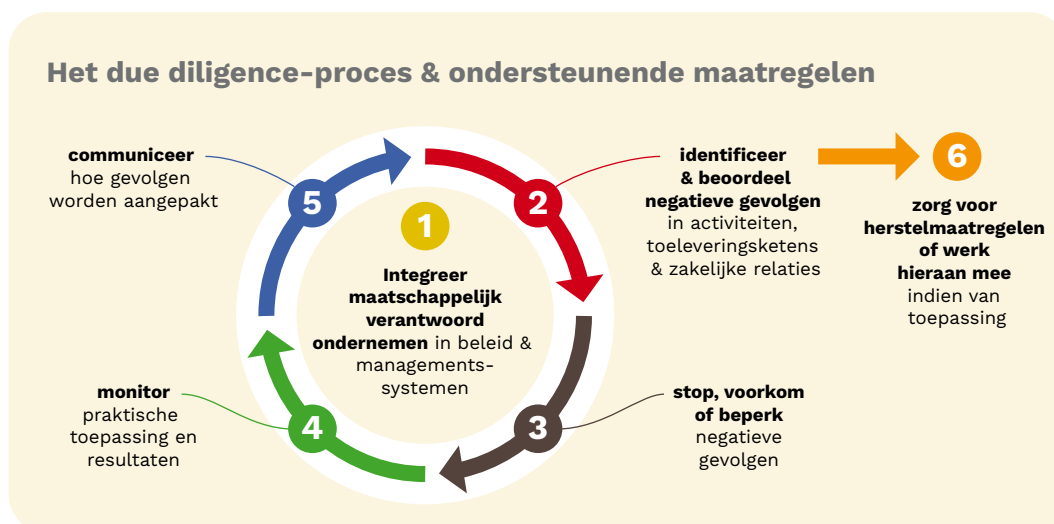 Het due diligence-proces & ondersteunende maatregelen
1
Integreer
maatschappelijk
verantwoord
ondernemen in beleid &
managements-
systemen
2
identificeer
& beoordeel
negatieve gevolgen
in activiteiten,
toeleveringsketens
& zakelijke relaties
3
stop, voorkom
of beperk
negatieve
gevolgen
4
monitor
praktische
toepassing en
resultaten
5
communiceer
hoe gevolgen
worden aangepakt
6
zorg voor
herstelmaatregelen
of werk
hieraan mee
indien van
toepassing